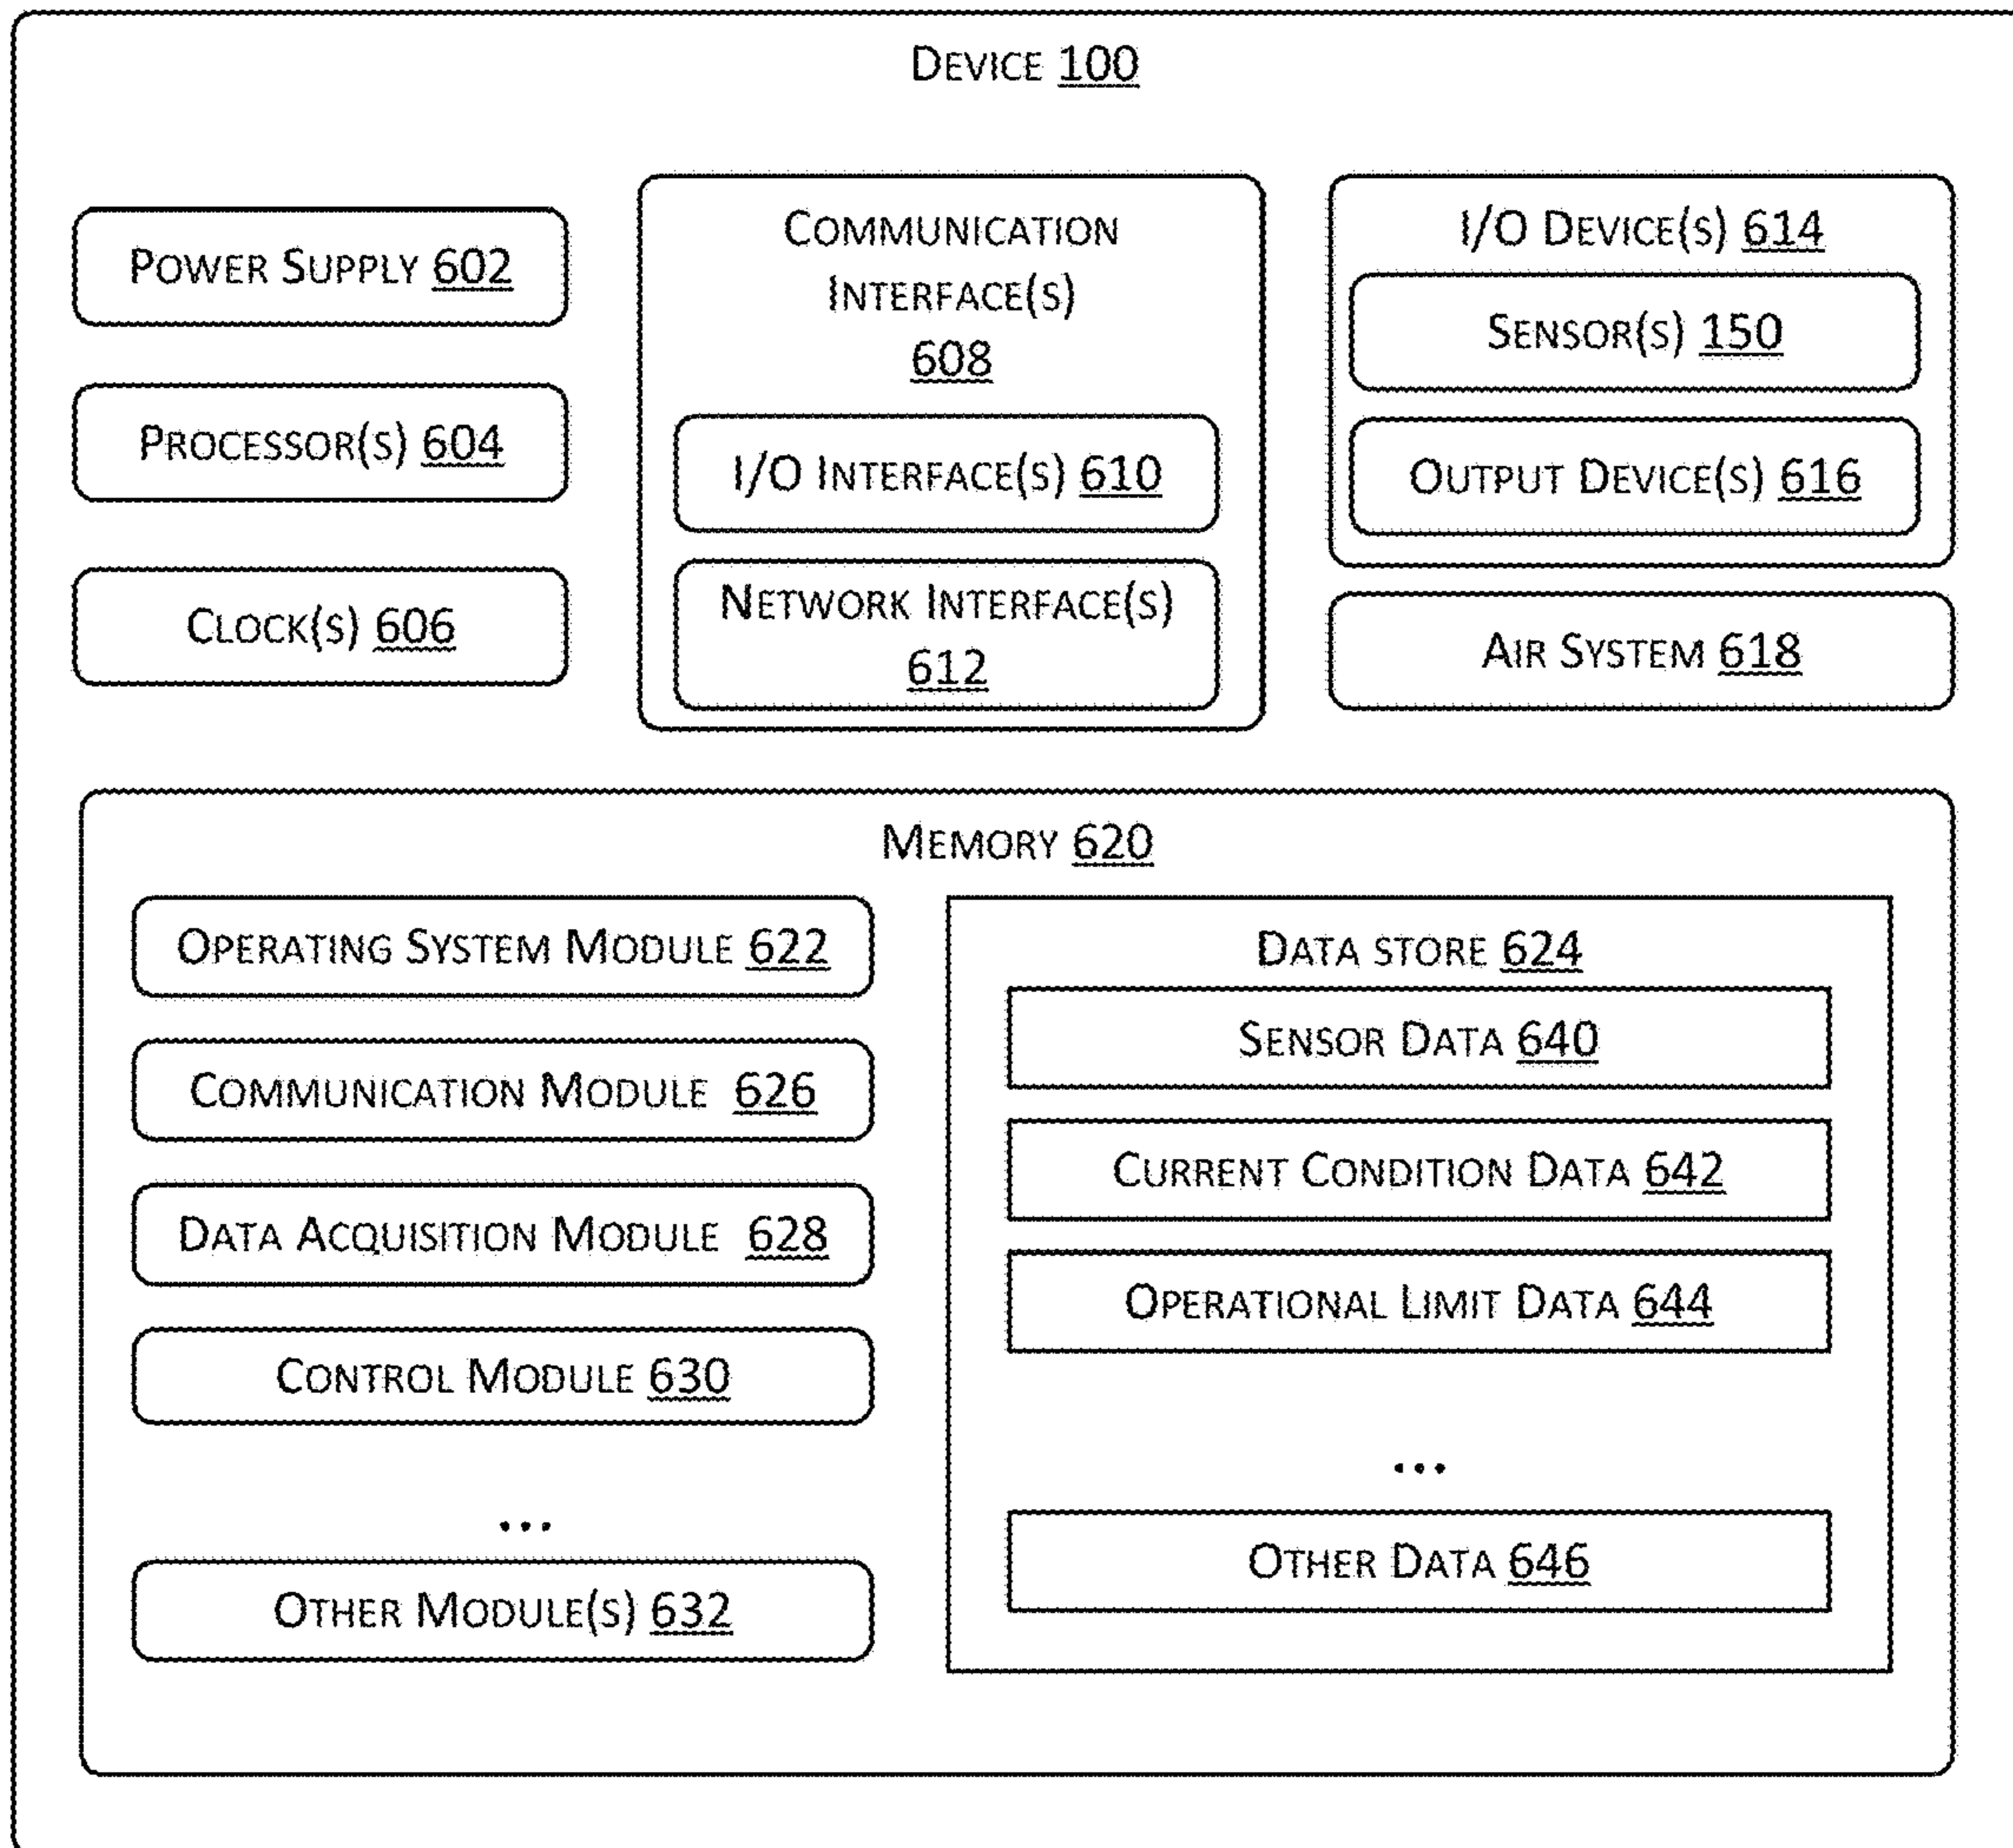 DEVICE 100
POWER SUPPLY 602
PROCESSOR(S) 604
CLOCK(S) 606
COMMUNICATION
INTERFACE(S)
608
I/O INTERFACE(S) 610
NETWORK INTERFACE(S)
612
I/O DEVICE(S) 614
SENSOR(S) 150
OUTPUT DEVICE(S) 616
AIR SYSTEM 618
MEMORY 620
OPERATING SYSTEM MODULE 622
COMMUNICATION MODULE 626
DATA ACQUISITION MODULE 628
CONTROL MODULE 630
...
OTHER MODULE(S) 632
DATA STORE 624
SENSOR DATA 640
CURRENT CONDITION DATA 642
OPERATIONAL LIMIT DATA 644
...
OTHER DATA 646